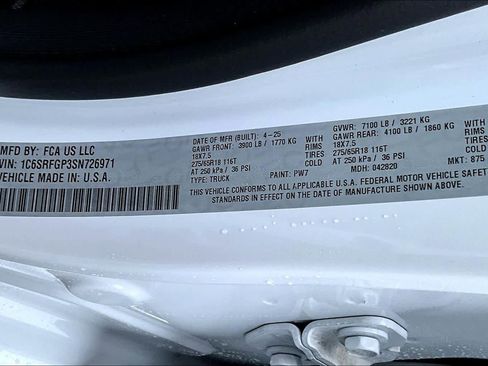 MFD BY: FCA US LLC
VIN: 1C6SRFGP3SN726971
VEHICLE MADE IN U.S.A.
DATE OF MFR (BUILT): 4-25
GAWR FRONT: 3900 LB / 1770 KG
18X7.5 RIMS
275/65R18 116T TIRES
AT 250 kPa / 36 PSI COLD
TYPE: TRUCK
PAINT: PW7
GVWR: 7100 LB / 3221 KG
GAWR REAR: 4100 LB / 1860 KG
18X7.5 RIMS
275/65R18 116T TIRES
AT 250 kPa / 36 PSI COLD
MDH: 042820
MKT: 875
THIS VEHICLE CONFORMS TO ALL APPLICABLE U.S.A. FEDERAL MOTOR VEHICLE SAFETY
STANDARDS IN EFFECT ON THE DATE OF MANUFACTURE SHOWN ABOVE